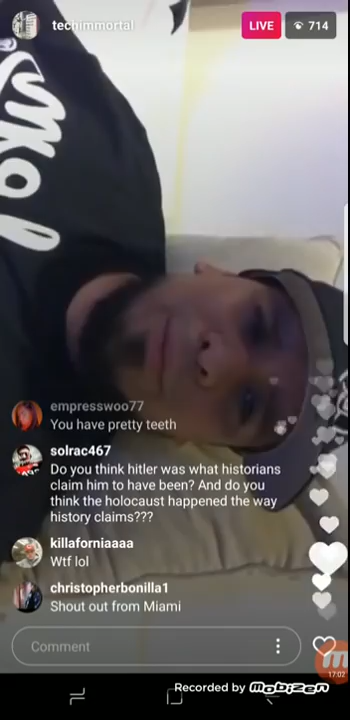 techimmortal
LIVE
714
empresswoo77
You have pretty teeth
solrac467
Do you think hitler was what historians
claim him to have been? And do you
think the holocaust happened the way
history claims???
killaforniaaaa
Wtf lol
christopherbonilla1
Shout out from Miami
Comment
17:02
Recorded by Mobizen